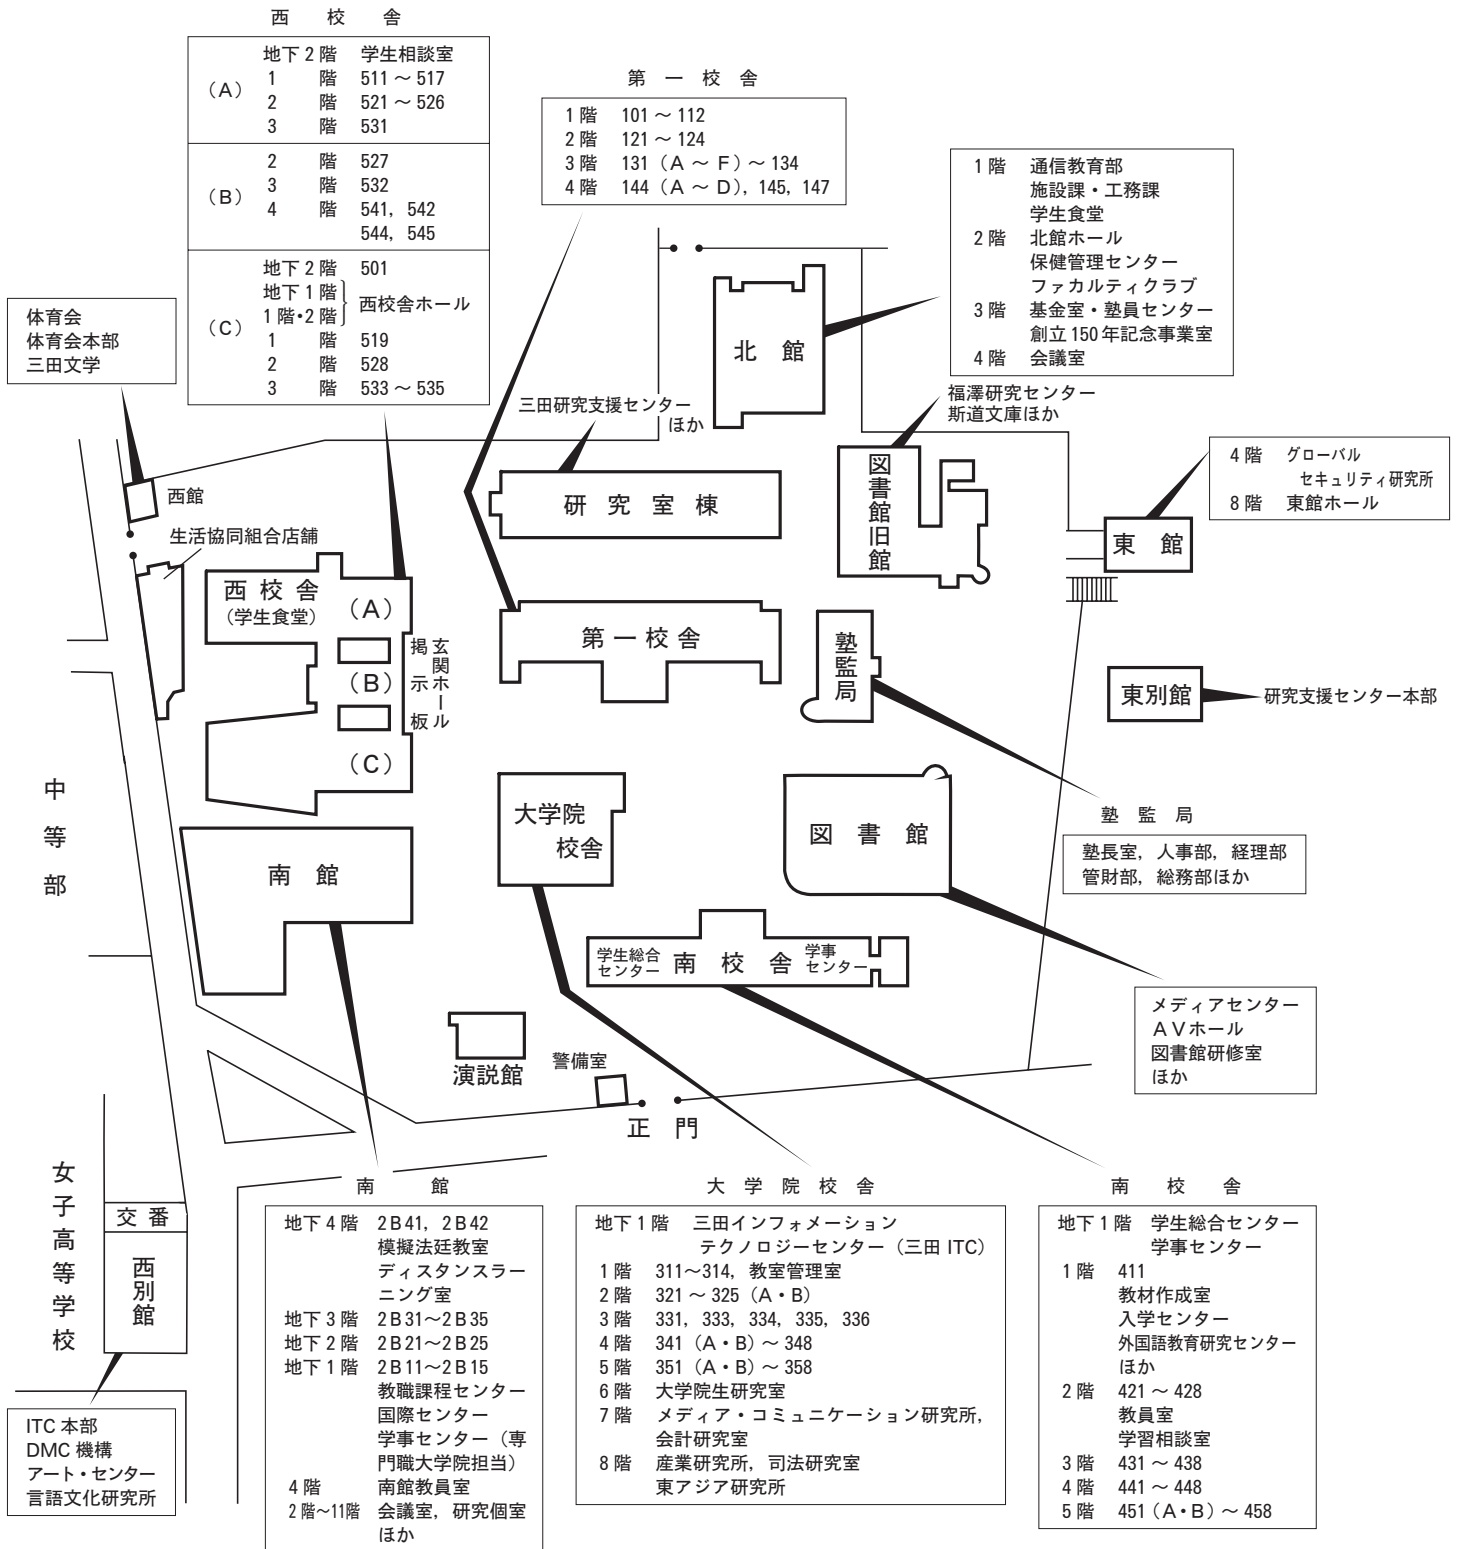 西校舎
（A）
地下2階 学生相談室
1階 511～517
2階 521～526
3階 531
（B）
2階 527
3階 532
4階 541，542
544，545
（C）
地下2階 501
地下1階
1階・2階 西校舎ホール
1階 519
2階 528
3階 533～535
第一校舎
1階 101～112
2階 121～124
3階 131（A～F）～134
4階 144（A～D），145，147
1階 通信教育部
施設課・工務課
学生食堂
2階 北館ホール
保健管理センター
ファカルティクラブ
3階 基金室・塾員センター
創立150年記念事業室
4階 会議室
体育会
体育会本部
三田文学
北館
三田研究支援センター
ほか
福澤研究センター
斯道文庫ほか
4階 グローバル
セキュリティ研究所
8階 東館ホール
西館
生活協同組合店舗
研究室棟
図書館旧館
東館
西校舎
（学生食堂）
（A）
（B）
（C）
掲示板
玄関ホール
第一校舎
塾監局
東別館
研究支援センター本部
中等部
大学院
校舎
図書館
塾監局
塾長室，人事部，経理部
管財部，総務部ほか
南館
学生総合
センター
南校舎
学事
センター
メディアセンター
AVホール
図書館研修室
ほか
演説館
警備室
正門
女子高等学校
交番
西別館
ITC本部
DMC機構
アート・センター
言語文化研究所
南館
地下4階 2B41，2B42
模擬法廷教室
ディスタンスラー
ニング室
地下3階 2B31～2B35
地下2階 2B21～2B25
地下1階 2B11～2B15
教職課程センター
国際センター
学事センター（専
門職大学院担当）
4階 南館教員室
2階～11階 会議室，研究個室
ほか
大学院校舎
地下1階 三田インフォメーション
テクノロジーセンター（三田ITC）
1階 311～314，教室管理室
2階 321～325（A・B）
3階 331，333，334，335，336
4階 341（A・B）～348
5階 351（A・B）～358
6階 大学院生研究室
7階 メディア・コミュニケーション研究所，
会計研究室
8階 産業研究所，司法研究室
東アジア研究所
南校舎
地下1階 学生総合センター
学事センター
1階 411
教材作成室
入学センター
外国語教育研究センター
ほか
2階 421～428
教員室
学習相談室
3階 431～438
4階 441～448
5階 451（A・B）～458